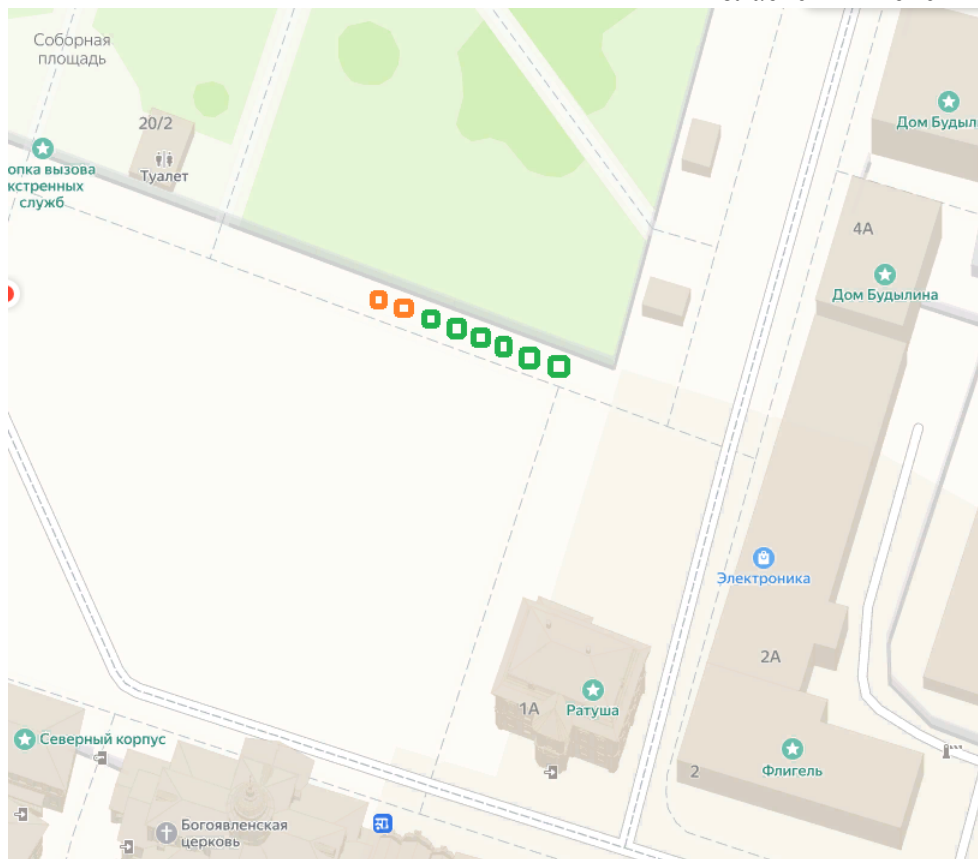 Соборная
площадь
20/2
Туалет
опка вызова
кстренных
служб
Дом Будыл
4А
Дом Будылина
Электроника
2А
1А
Ратуша
Северный корпус
2
Флигель
Богоявленская
церковь